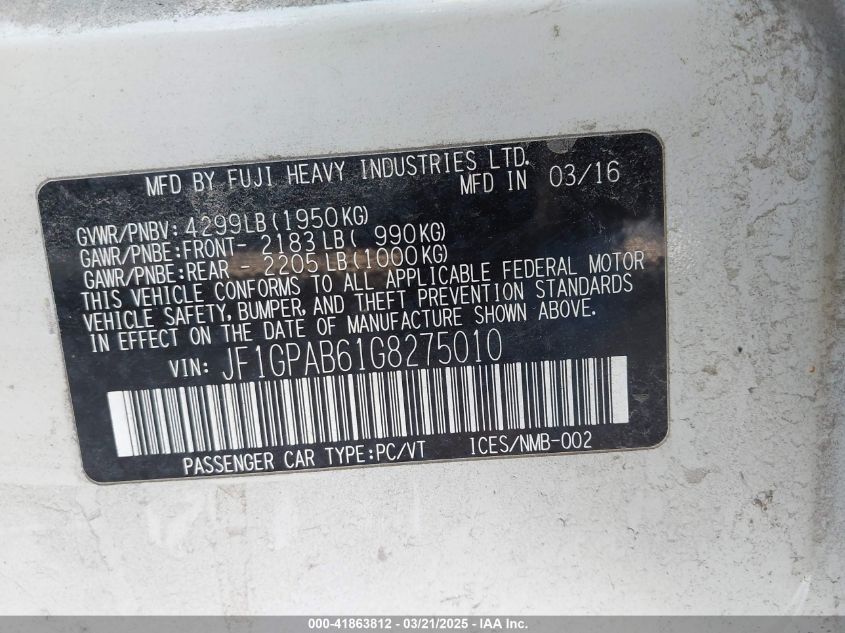 MFD BY FUJI HEAVY INDUSTRIES LTD.
MFD IN 03/16
GVWR/PNBV: 4299LB(1950KG)
GAWR/PNBE:FRONT- 2183LB( 990KG)
GAWR/PNBE:REAR - 2205LB(1000KG)
THIS VEHICLE CONFORMS TO ALL APPLICABLE FEDERAL MOTOR
VEHICLE SAFETY, BUMPER, AND THEFT PREVENTION STANDARDS
IN EFFECT ON THE DATE OF MANUFACTURE SHOWN ABOVE.
VIN: JF1GPAB61G8275010
PASSENGER CAR TYPE:PC/VT ICES/NMB-002
000-41863812 - 03/21/2025 - IAA Inc.